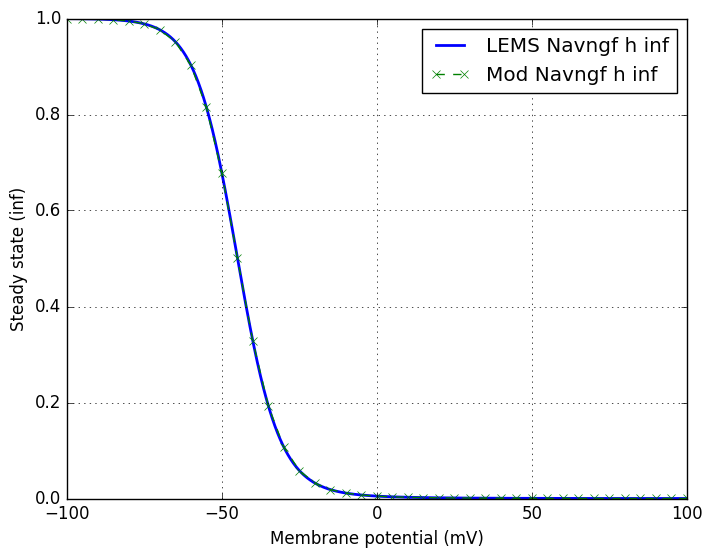 LEMS Navngf h inf
Mod Navngf h inf
1.0
0.8
0.6
0.4
0.2
0.0
Steady state (inf)
−100
−50
0
50
100
Membrane potential (mV)